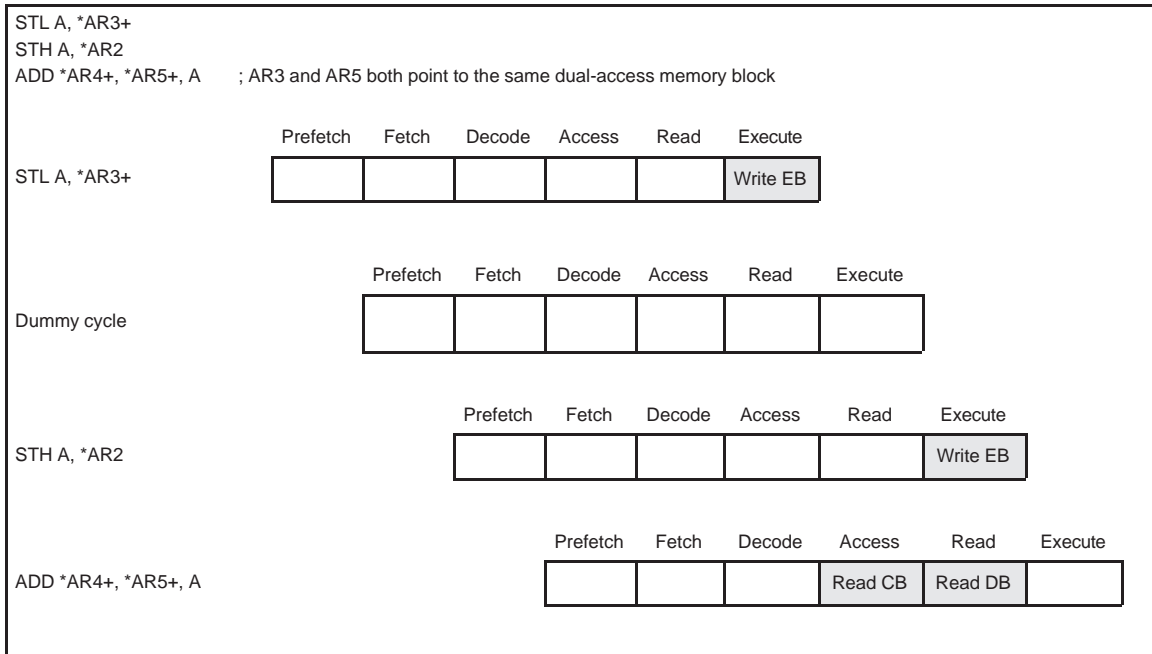 STL A, *AR3+
STH A, *AR2
ADD *AR4+, *AR5+, A ; AR3 and AR5 both point to the same dual-access memory block
Prefetch Fetch Decode Access Read Execute
STL A, *AR3+ Write EB
Prefetch Fetch Decode Access Read Execute
Dummy cycle
Prefetch Fetch Decode Access Read Execute
STH A, *AR2 Write EB
Prefetch Fetch Decode Access Read Execute
ADD *AR4+, *AR5+, A Read CB Read DB